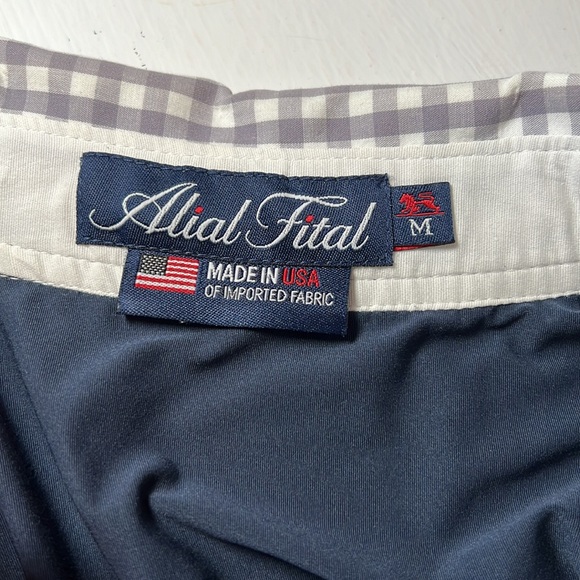 Alial Fital
M
MADE IN USA
OF IMPORTED FABRIC